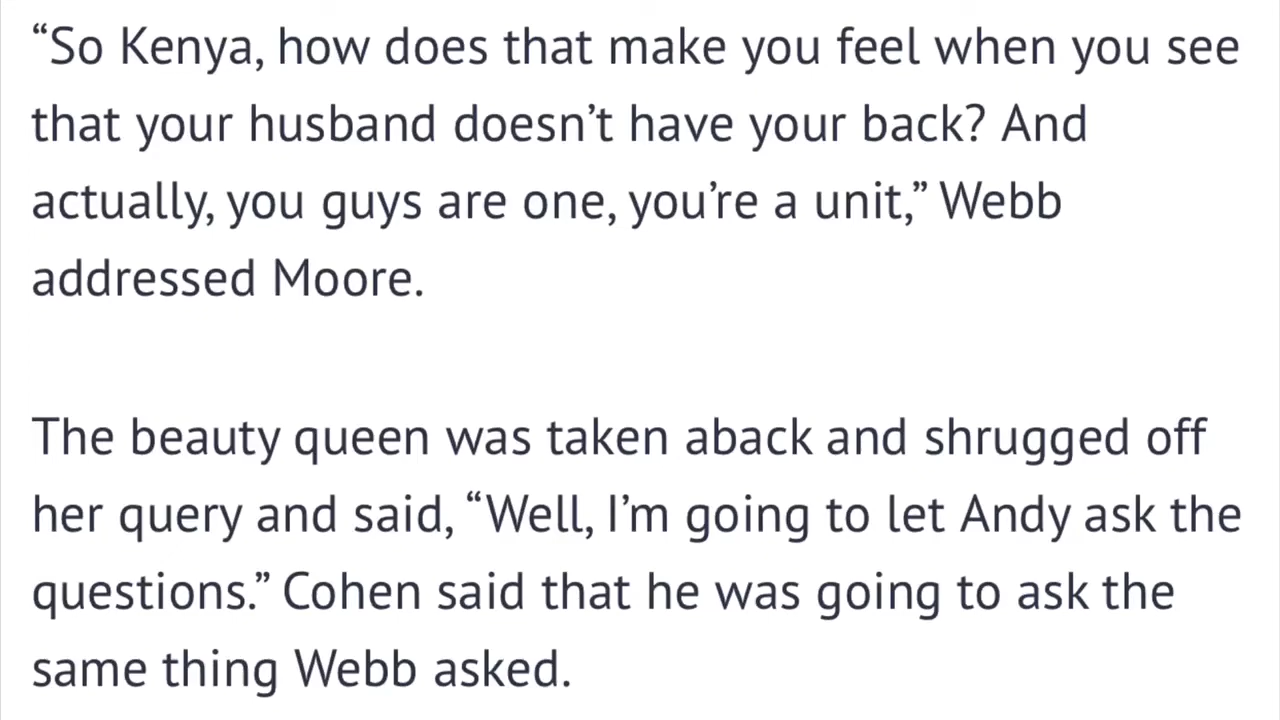 “So Kenya, how does that make you feel when you see
that your husband doesn’t have your back? And
actually, you guys are one, you’re a unit,” Webb
addressed Moore.
The beauty queen was taken aback and shrugged off
her query and said, “Well, I’m going to let Andy ask the
questions.” Cohen said that he was going to ask the
same thing Webb asked.